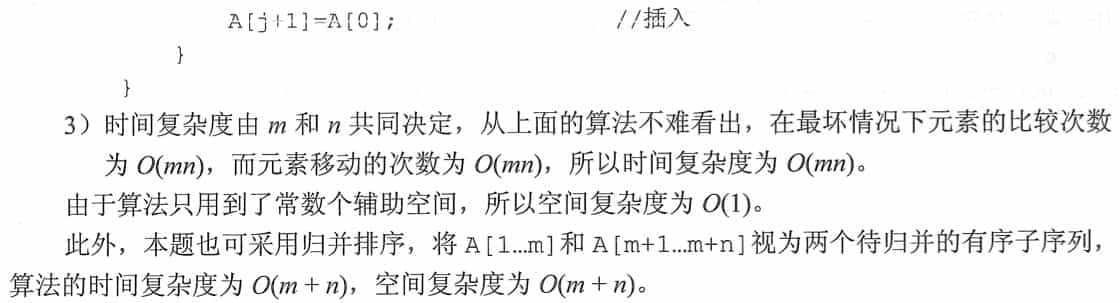 A[j+1]=A[0]; //插入
}
}
3）时间复杂度由 m 和 n 共同决定，从上面的算法不难看出，在最坏情况下元素的比较次数
为 O(mn)，而元素移动的次数为 O(mn)，所以时间复杂度为 O(mn)。
由于算法只用到了常数个辅助空间，所以空间复杂度为 O(1)。
此外，本题也可采用归并排序，将 A[1…m]和 A[m+1…m+n]视为两个待归并的有序子序列，
算法的时间复杂度为 O(m + n)，空间复杂度为 O(m + n)。